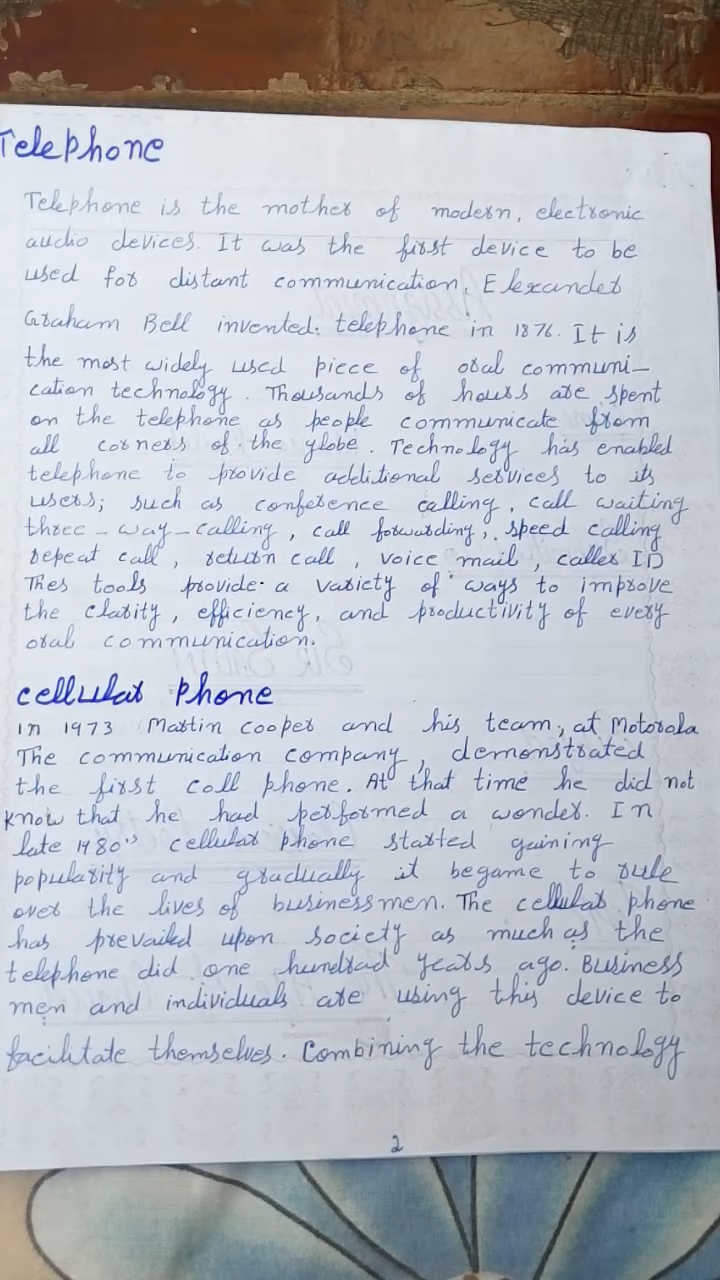 Telephone
Telephone is the mother of modern, electronic
audio devices. It was the first device to be
used for distant communication. Elexander
Graham Bell invented. telephone in 1876. It is
the most widely used piece of oral communi-
cation technology. Thousands of hours are spent
on the telephone as people communicate from
all corners of the globe. Technology has enabled
telephone to provide additional services to its
users; such as conference calling, call waiting
three-way-calling, call forwarding, speed calling
repeat call, return call, voice mail, caller ID
Thes tools provide a variety of ways to improve
the clarity, efficiency, and productivity of every
oral communication.
cellular phone
in 1973 Martin cooper and his team, at Motorola
The communication company, demonstrated
the first coll phone. At that time he did not
know that he had performed a wonder. In
late 1980's cellular phone started gaining
popularity and gradually it begame to rule
over the lives of businessmen. The cellular phone
has prevailed upon society as much as the
telephone did one hundrad years ago. Business
men and individuals are using this device to
facilitate themselves. Combining the technology
2